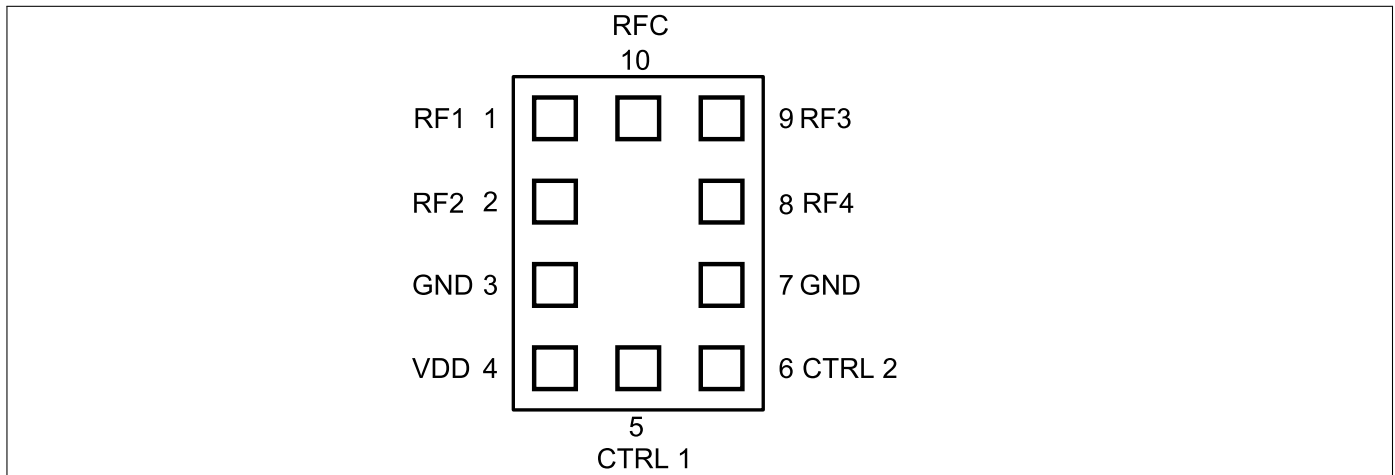 RFC
10
RF1 1
9 RF3
RF2 2
8 RF4
GND 3
7 GND
VDD 4
6 CTRL 2
5
CTRL 1